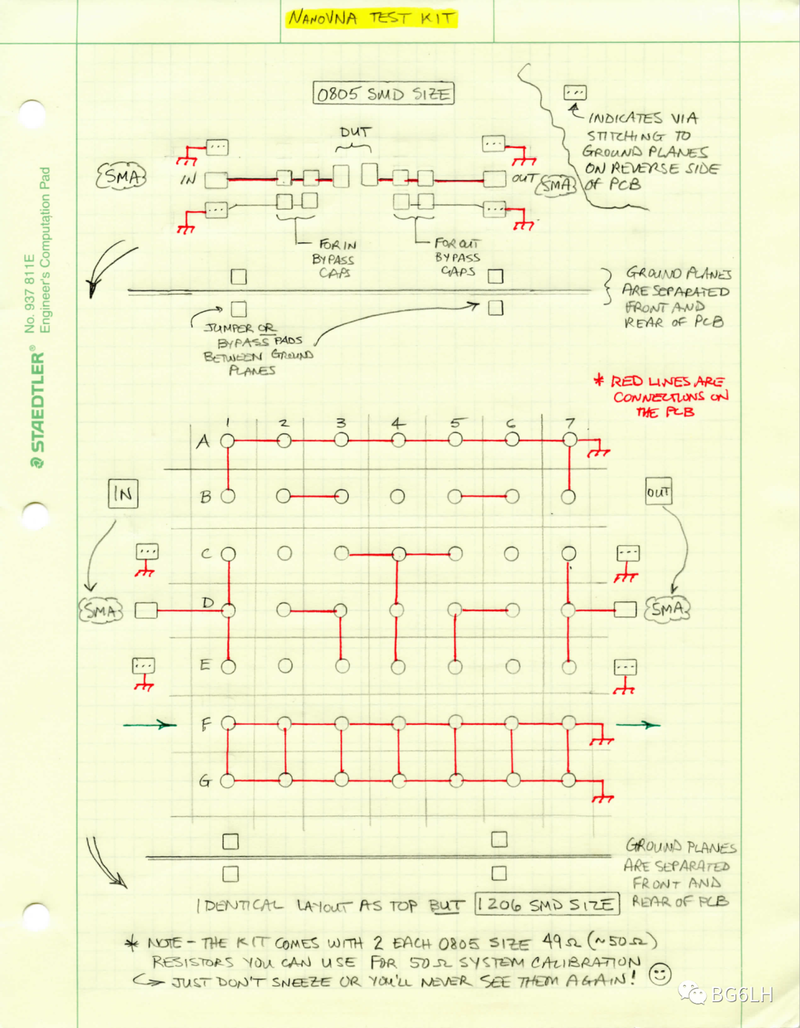 NANOVNA TEST KIT
0805 SMD SIZE
INDICATES VIA
STITCHING TO
GROUND PLANES
ON REVERSE SIDE
OF PCB
DUT
SMA
IN
OUT
SMA
FOR IN
BYPASS
CAPS
FOR OUT
BYPASS
CAPS
GROUND PLANES
ARE SEPARATED
FRONT AND
REAR OF PCB
JUMPER OR
BYPASS PADS
BETWEEN GROUND
PLANES
No. 937 811E
Engineer's Computation Pad
STAEDTLER®
* RED LINES ARE
CONNECTIONS ON
THE PCB
1 2 3 4 5 6 7
A
B
IN
OUT
C
D
SMA
SMA
E
F
G
GROUND PLANES
ARE SEPARATED
FRONT AND
REAR OF PCB
IDENTICAL LAYOUT AS TOP BUT 1206 SMD SIZE
* NOTE - THE KIT COMES WITH 2 EACH 0805 SIZE 49Ω (~50Ω)
RESISTORS YOU CAN USE FOR 50Ω SYSTEM CALIBRATION
JUST DON'T SNEEZE OR YOU'LL NEVER SEE THEM AGAIN!
BG6LH